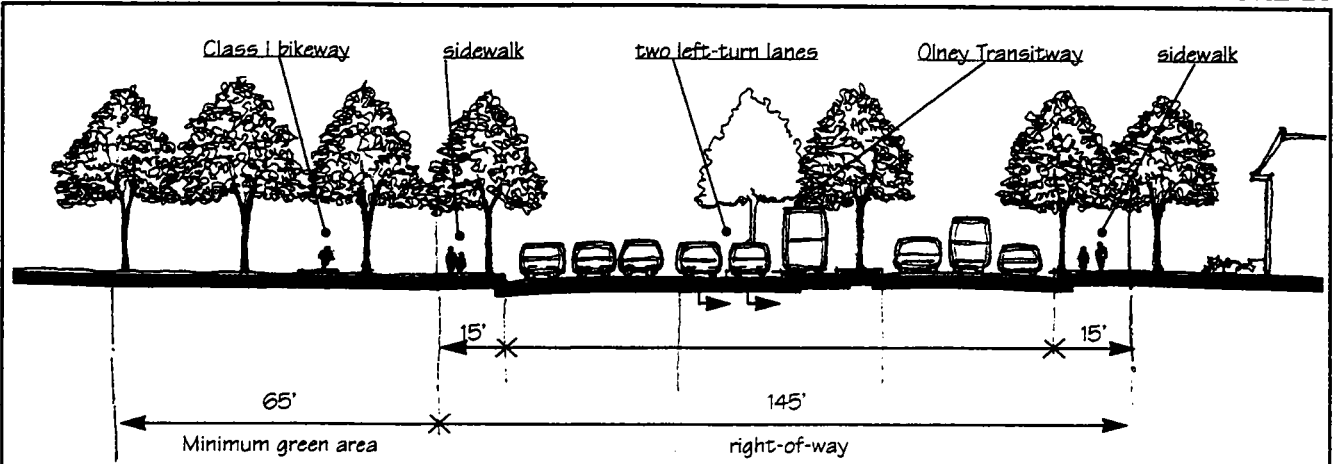 Class I bikeway
sidewalk
two left-turn lanes
Olney Transitway
sidewalk
15'
15'
65'
145'
Minimum green area
right-of-way